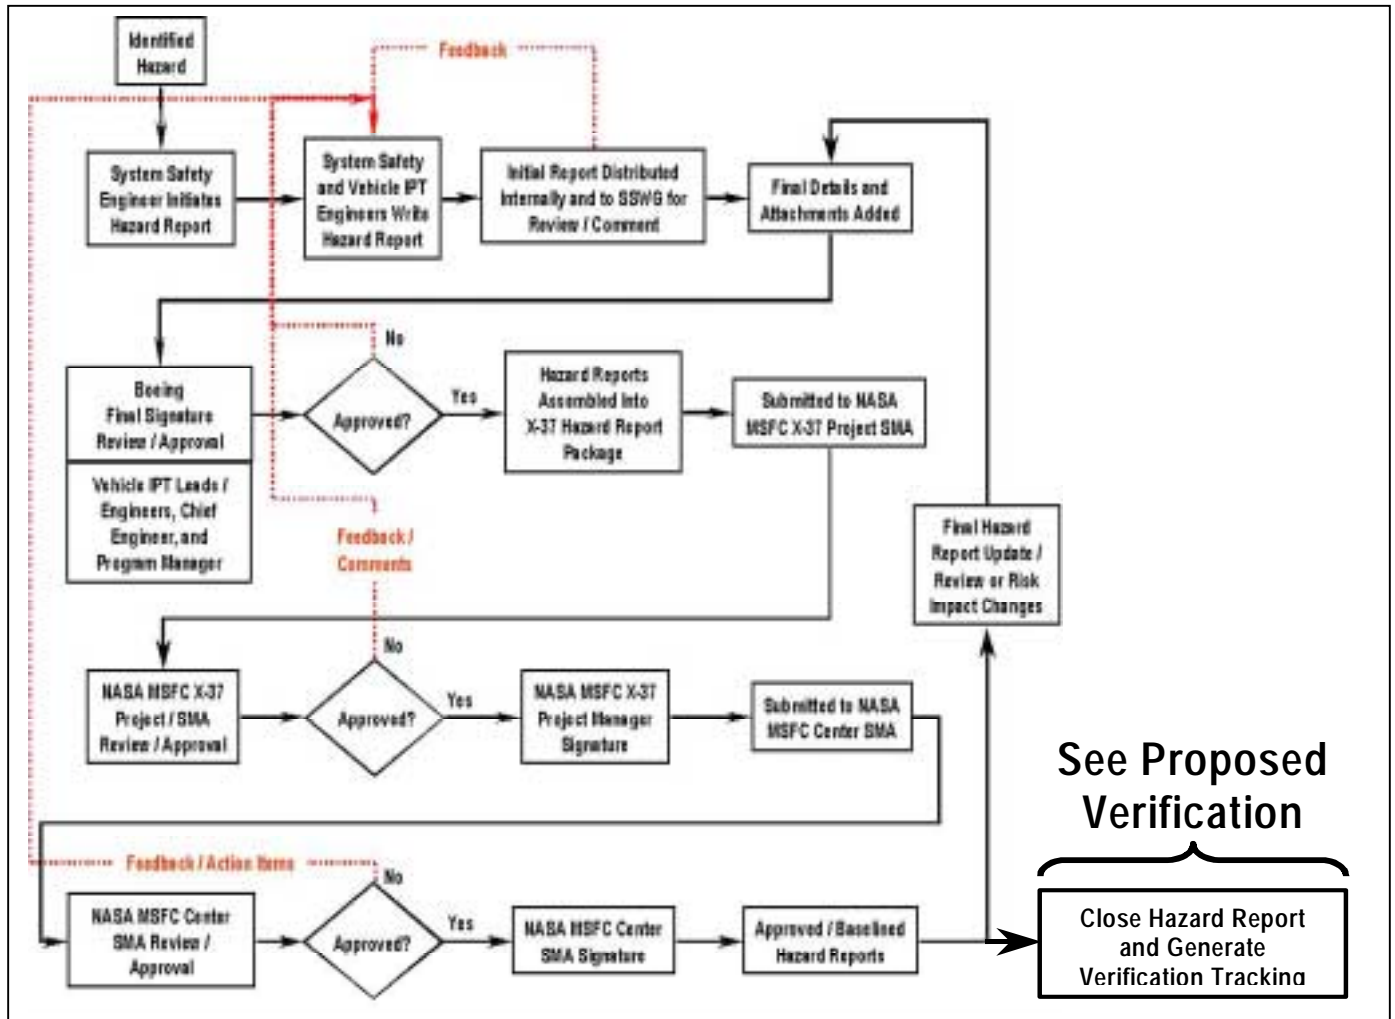 Identified
Hazard
Feedback
System Safety
Engineer Initiates
Hazard Report
System Safety
and Vehicle IPT
Engineers Write
Hazard Report
Initial Report Distributed
Internally and to SSWG for
Review / Comment
Final Details and
Attachments Added
Boeing
Final Signature
Review / Approval
Vehicle IPT Leads /
Engineers, Chief
Engineer, and
Program Manager
No
Approved?
Yes
Hazard Reports
Assembled Into
X-37 Hazard Report
Package
Submitted to NASA
MSFC X-37 Project SMA
Feedback /
Comments
Final Hazard
Report Update /
Review or Risk
Impact Changes
NASA MSFC X-37
Project / SMA
Review / Approval
No
Approved?
Yes
NASA MSFC X-37
Project Manager
Signature
Submitted to NASA
MSFC Center SMA
See Proposed
Verification
Feedback / Action Items
NASA MSFC Center
SMA Review /
Approval
No
Approved?
Yes
NASA MSFC Center
SMA Signature
Approved / Baselined
Hazard Reports
Close Hazard Report
and Generate
Verification Tracking